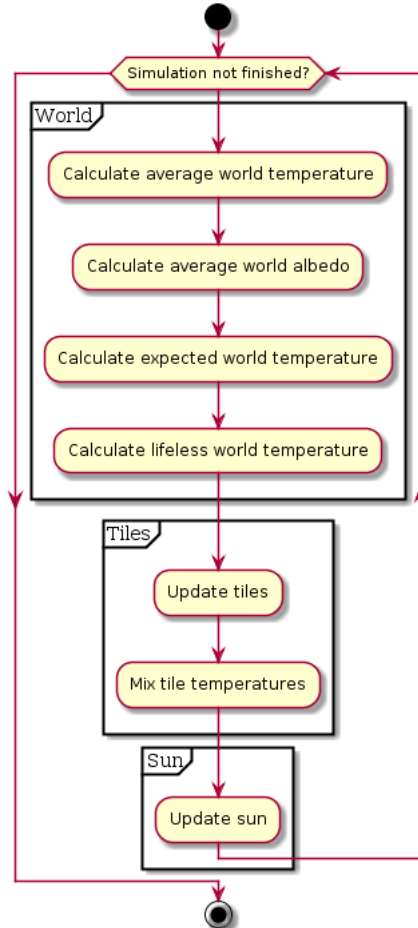 Simulation not finished?
World
Calculate average world temperature
Calculate average world albedo
Calculate expected world temperature
Calculate lifeless world temperature
Tiles
Update tiles
Mix tile temperatures
Sun
Update sun